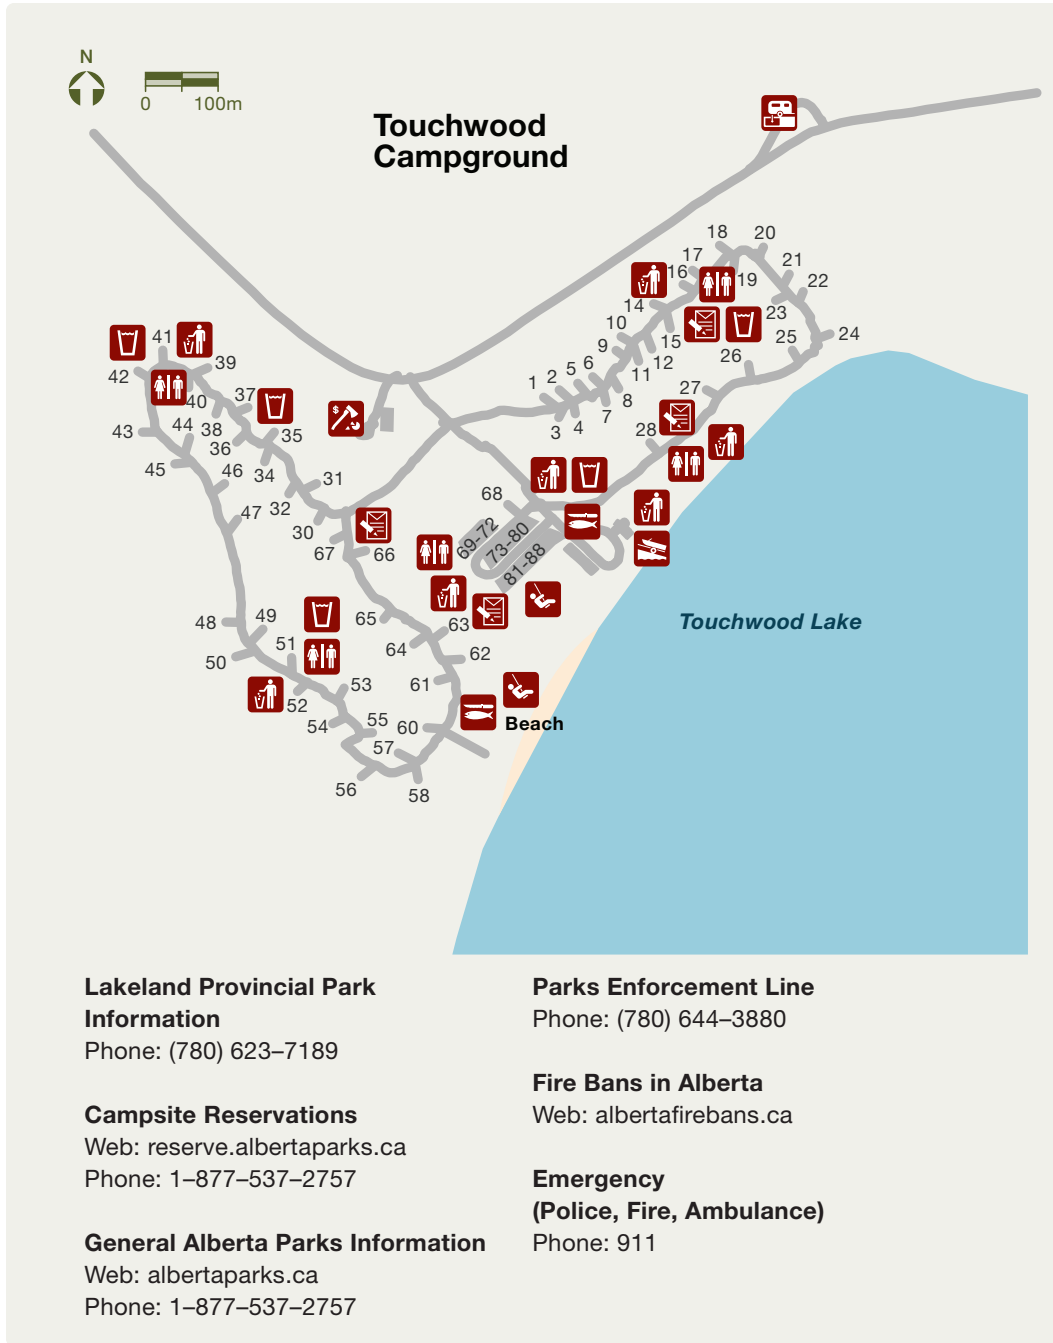 N
0 100m
Touchwood
Campground
18 20
17
21
16 19
22
14
23
10
15
24
9
12
25
41
26
39
42
6
5
11
2
1
8
27
37
40
7
3 4
28
38
43
44
35
36
45
34
46
31
68
32
47
30
69-72
73-80
81-88
67 66
65
63
48 49
64
62
51
50
61
53
52
54 55 60
Beach
57
56
58
Touchwood Lake
Lakeland Provincial Park
Information
Phone: (780) 623–7189
Campsite Reservations
Web: reserve.albertaparks.ca
Phone: 1–877–537–2757
General Alberta Parks Information
Web: albertaparks.ca
Phone: 1–877–537–2757
Parks Enforcement Line
Phone: (780) 644–3880
Fire Bans in Alberta
Web: albertafirebans.ca
Emergency
(Police, Fire, Ambulance)
Phone: 911
$